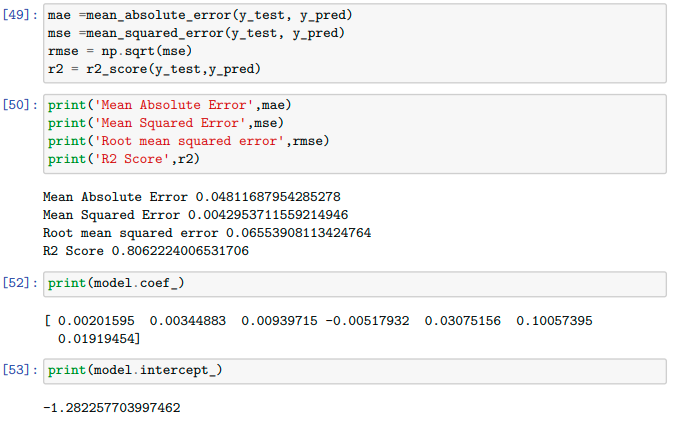 [49]: mae =mean_absolute_error(y_test, y_pred)
mse =mean_squared_error(y_test, y_pred)
rmse = np.sqrt(mse)
r2 = r2_score(y_test,y_pred)
[50]: print('Mean Absolute Error',mae)
print('Mean Squared Error',mse)
print('Root mean squared error',rmse)
print('R2 Score',r2)
Mean Absolute Error 0.04811687954285278
Mean Squared Error 0.0042953711559214946
Root mean squared error 0.06553908113424764
R2 Score 0.8062224006531706
[52]: print(model.coef_)
[ 0.00201595  0.00344883  0.00939715 -0.00517932  0.03075156  0.10057395
0.01919454]
[53]: print(model.intercept_)
-1.282257703997462